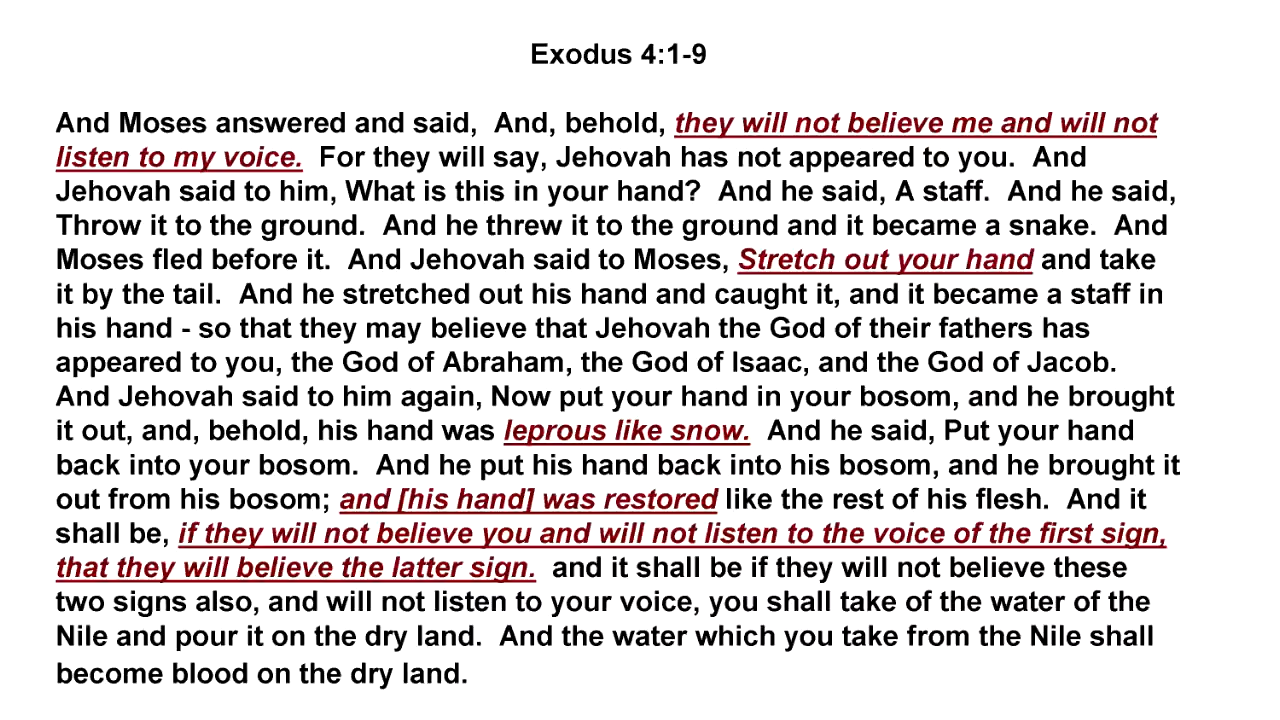 Exodus 4:1-9
And Moses answered and said,  And, behold, they will not believe me and will not
listen to my voice.  For they will say, Jehovah has not appeared to you.  And
Jehovah said to him, What is this in your hand?  And he said, A staff.  And he said,
Throw it to the ground.  And he threw it to the ground and it became a snake.  And
Moses fled before it.  And Jehovah said to Moses, Stretch out your hand and take
it by the tail.  And he stretched out his hand and caught it, and it became a staff in
his hand - so that they may believe that Jehovah the God of their fathers has
appeared to you, the God of Abraham, the God of Isaac, and the God of Jacob.
And Jehovah said to him again, Now put your hand in your bosom, and he brought
it out, and, behold, his hand was leprous like snow.  And he said, Put your hand
back into your bosom.  And he put his hand back into his bosom, and he brought it
out from his bosom; and [his hand] was restored like the rest of his flesh.  And it
shall be, if they will not believe you and will not listen to the voice of the first sign,
that they will believe the latter sign.  and it shall be if they will not believe these
two signs also, and will not listen to your voice, you shall take of the water of the
Nile and pour it on the dry land.  And the water which you take from the Nile shall
become blood on the dry land.